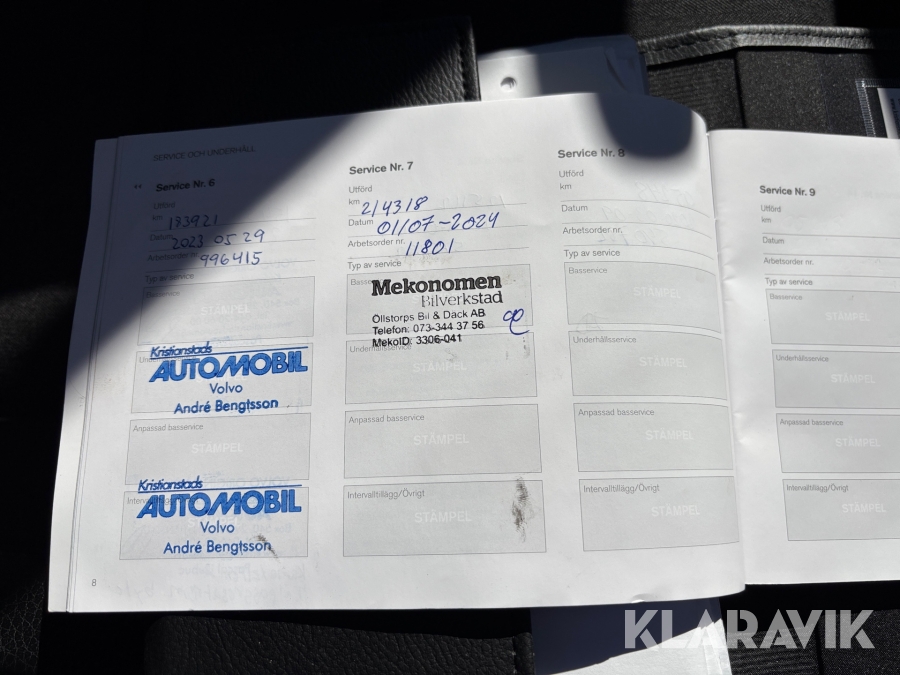 SERVICE OCH UNDERHÅLL
Service Nr. 6
Utförd
km 183921
Datum 2023 05 29
Arbetsorder nr. 996415
Typ av service
Kristianstads
AUTOMOBIL
Volvo
André Bengtsson
Anpassad basservice
STÄMPEL
Kristianstads
AUTOMOBIL
Volvo
André Bengtsson
8
Service Nr. 7
Utförd
km 214318
Datum 01/07-2024
Arbetsorder nr. 11801
Typ av service
Mekonomen
Bilverkstad
Öllstorps Bil & Däck AB
Telefon: 073-344 37 56
MekoID: 3306-041
Underhållsservice
STÄMPEL
Anpassad basservice
STÄMPEL
Intervalltillägg/Övrigt
STÄMPEL
Service Nr. 8
Utförd
km
Datum
Arbetsorder nr.
Typ av service
Basservice
STÄMPEL
Underhållsservice
STÄMPEL
Anpassad basservice
STÄMPEL
Intervalltillägg/Övrigt
STÄMPEL
Service Nr. 9
Utförd
km
Datum
Arbetsorder nr.
Typ av service
Basservice
STÄMPEL
Underhållsservice
STÄMPEL
Anpassad basservice
STÄMPEL
Intervalltillägg/Övrigt
STÄMPEL
KLARAVIK